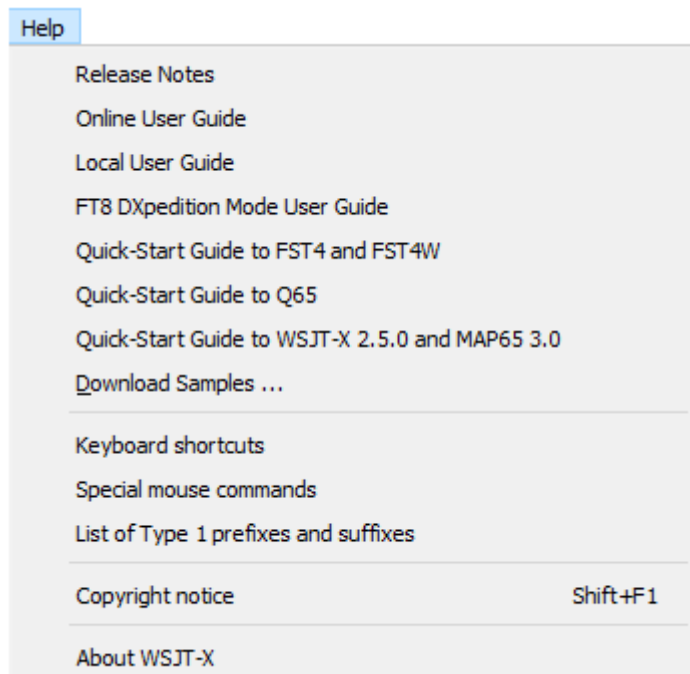 Help
Release Notes
Online User Guide
Local User Guide
FT8 DXpedition Mode User Guide
Quick-Start Guide to FST4 and FST4W
Quick-Start Guide to Q65
Quick-Start Guide to WSJT-X 2.5.0 and MAP65 3.0
Download Samples ...
Keyboard shortcuts
Special mouse commands
List of Type 1 prefixes and suffixes
Copyright notice Shift+F1
About WSJT-X